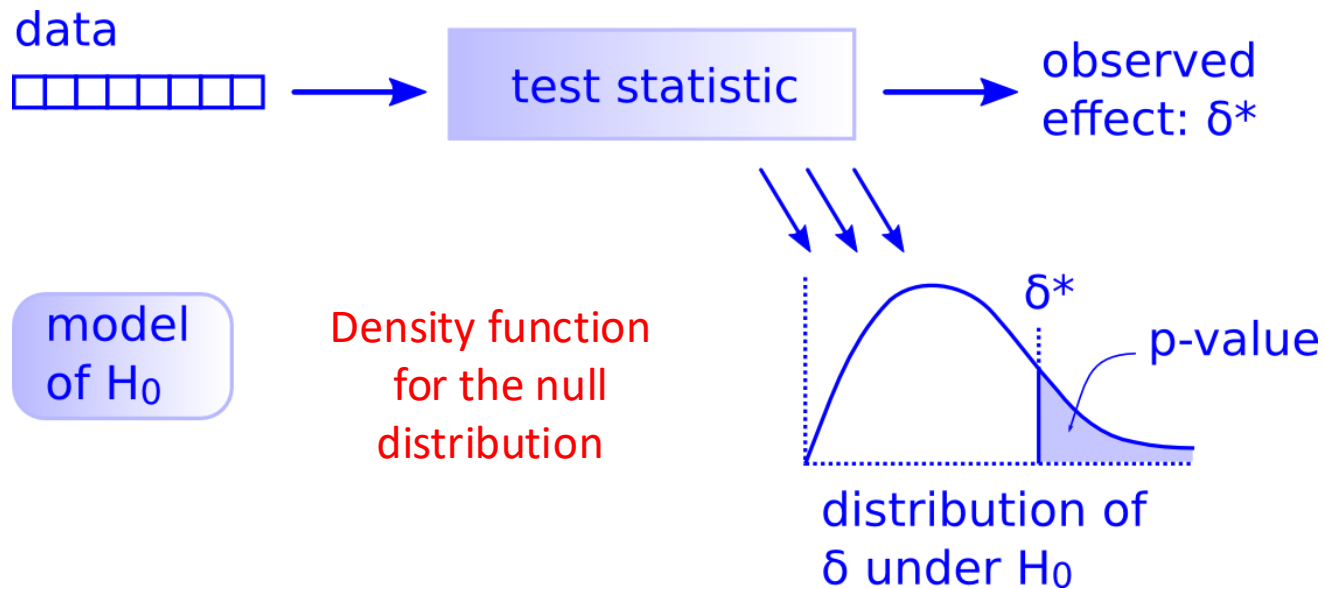 data
test statistic
observed
effect: δ*
model
of H₀
Density function
for the null
distribution
δ*
p-value
distribution of
δ under H₀